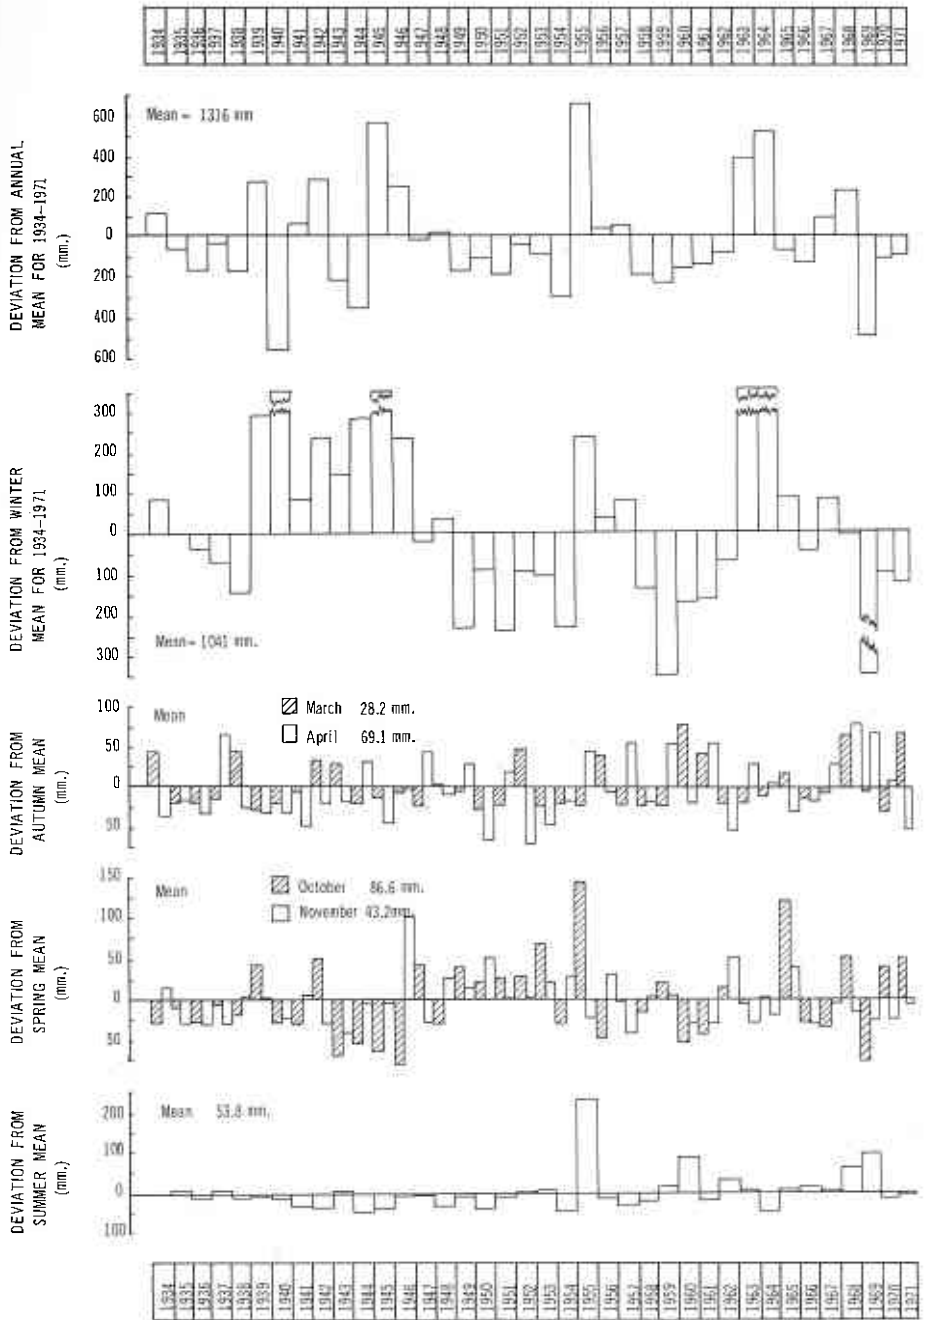 1934 1935 1936 1937 1938 1939 1940 1941 1942 1943 1944 1945 1946 1947 1948 1949 1950 1951 1952 1953 1954 1955 1956 1957 1958 1959 1960 1961 1962 1963 1964 1965 1966 1967 1968 1969 1970 1971
DEVIATION FROM ANNUAL
MEAN FOR 1934-1971
(mm.)
Mean = 1316 mm
600
400
200
0
200
400
600
DEVIATION FROM WINTER
MEAN FOR 1934-1971
(mm.)
300
200
100
0
100
200
300
Mean = 1041 mm.
DEVIATION FROM
AUTUMN MEAN
(mm.)
100
50
0
50
Mean
March 28.2 mm.
April 69.1 mm.
DEVIATION FROM
SPRING MEAN
(mm.)
150
100
50
0
50
Mean
October 86.6 mm.
November 43.2mm.
DEVIATION FROM
SUMMER MEAN
(mm.)
200
100
0
100
Mean 53.8 mm.
1934 1935 1936 1937 1938 1939 1940 1941 1942 1943 1944 1945 1946 1947 1948 1949 1950 1951 1952 1953 1954 1955 1956 1957 1958 1959 1960 1961 1962 1963 1964 1965 1966 1967 1968 1969 1970 1971